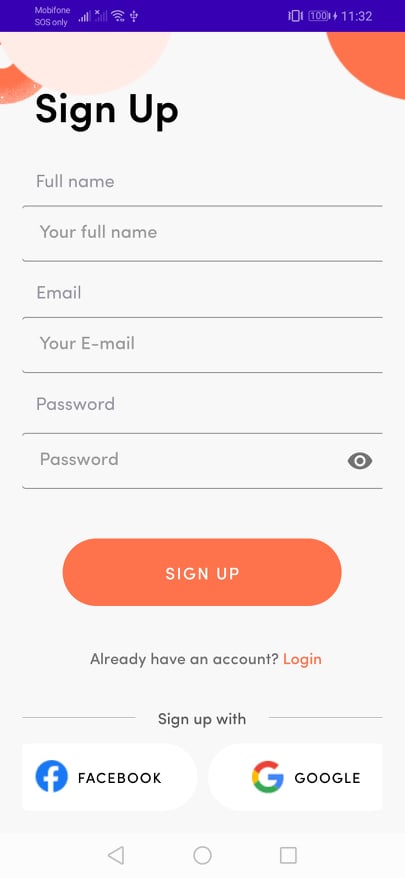 Mobifone
SOS only
100
11:32
Sign Up
Full name
Your full name
Email
Your E-mail
Password
Password
SIGN UP
Already have an account? Login
Sign up with
FACEBOOK
GOOGLE